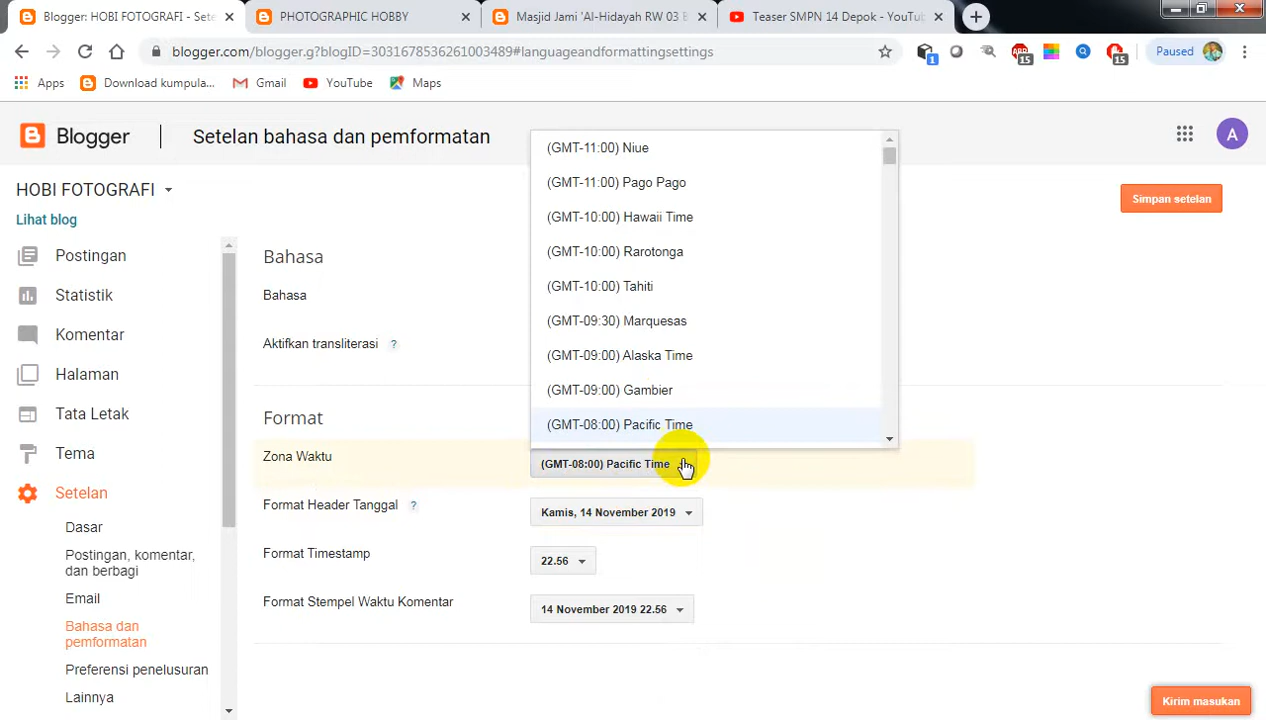 Blogger: HOBI FOTOGRAFI - Sete
PHOTOGRAPHIC HOBBY
Masjid Jami 'Al-Hidayah RW 03 B
Teaser SMPN 14 Depok - YouTu
blogger.com/blogger.g?blogID=3031678536261003489#languageandformattingsettings
1
15
15
Paused
Apps
Download kumpula...
Gmail
YouTube
Maps
Blogger
Setelan bahasa dan pemformatan
A
HOBI FOTOGRAFI
Lihat blog
Simpan setelan
Postingan
Statistik
Komentar
Halaman
Tata Letak
Tema
Setelan
Dasar
Postingan, komentar,
dan berbagi
Email
Bahasa dan
pemformatan
Preferensi penelusuran
Lainnya
Bahasa
Bahasa
Aktifkan transliterasi ?
(GMT-11:00) Niue
(GMT-11:00) Pago Pago
(GMT-10:00) Hawaii Time
(GMT-10:00) Rarotonga
(GMT-10:00) Tahiti
(GMT-09:30) Marquesas
(GMT-09:00) Alaska Time
(GMT-09:00) Gambier
(GMT-08:00) Pacific Time
Format
Zona Waktu
(GMT-08:00) Pacific Time
Format Header Tanggal ?
Kamis, 14 November 2019
Format Timestamp
22.56
Format Stempel Waktu Komentar
14 November 2019 22.56
Kirim masukan